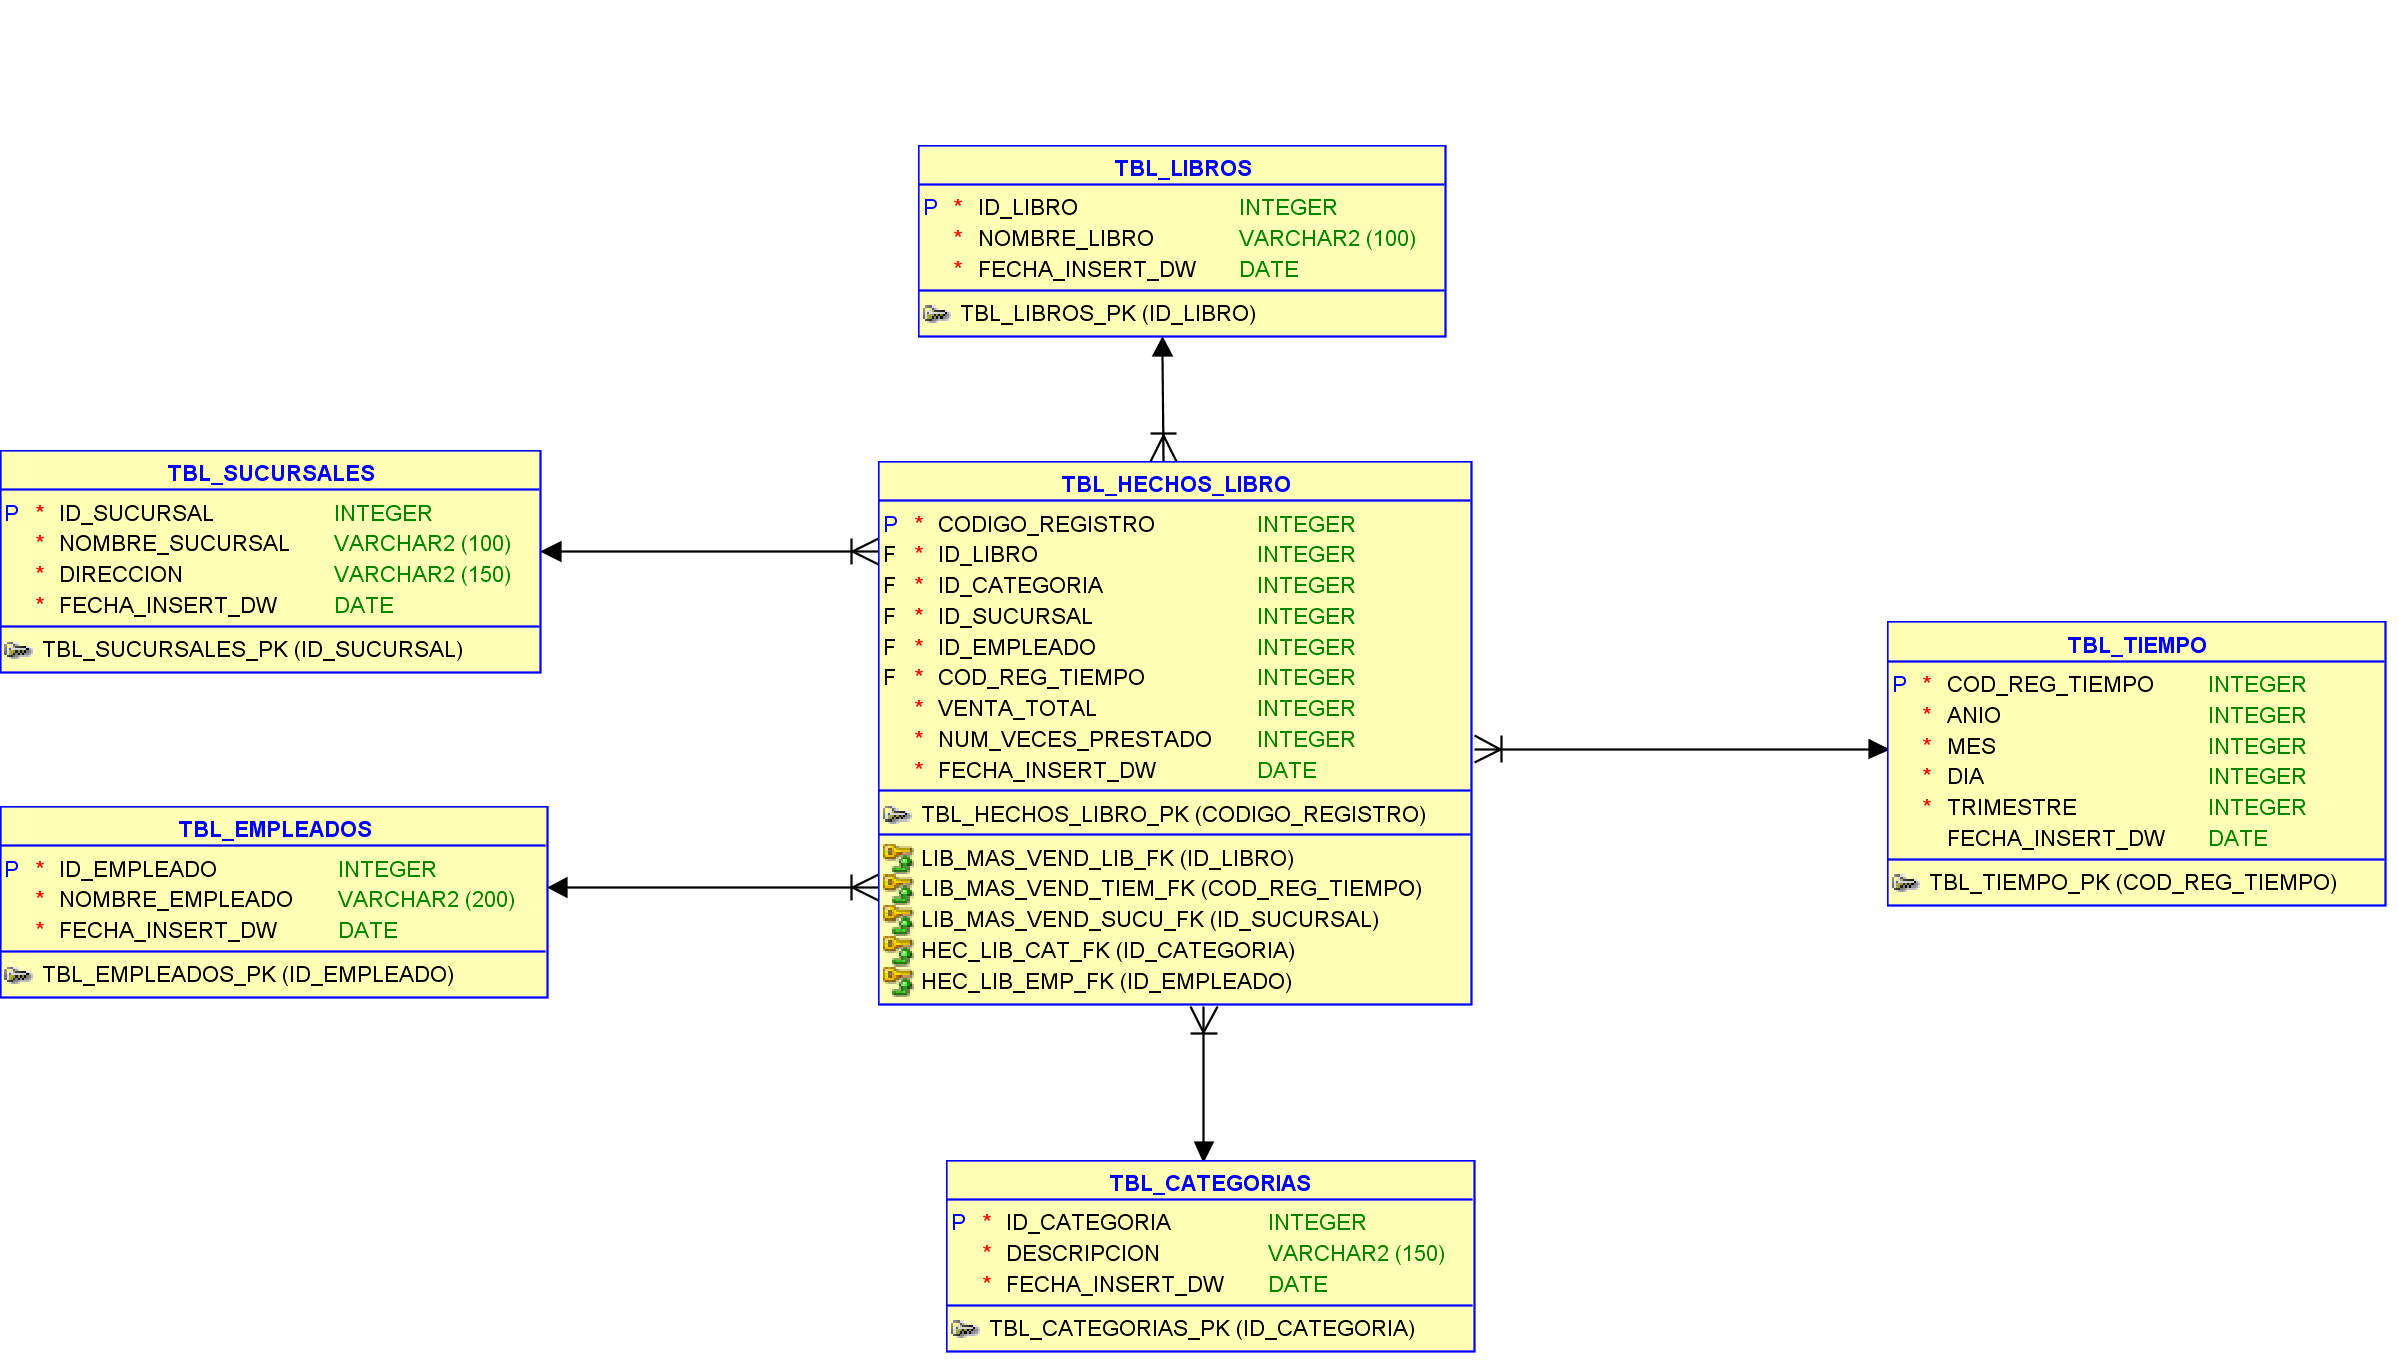 TBL_LIBROS
P * ID_LIBRO INTEGER
* NOMBRE_LIBRO VARCHAR2 (100)
* FECHA_INSERT_DW DATE
TBL_LIBROS_PK (ID_LIBRO)
TBL_SUCURSALES
P * ID_SUCURSAL INTEGER
* NOMBRE_SUCURSAL VARCHAR2 (100)
* DIRECCION VARCHAR2 (150)
* FECHA_INSERT_DW DATE
TBL_SUCURSALES_PK (ID_SUCURSAL)
TBL_HECHOS_LIBRO
P * CODIGO_REGISTRO INTEGER
F * ID_LIBRO INTEGER
F * ID_CATEGORIA INTEGER
F * ID_SUCURSAL INTEGER
F * ID_EMPLEADO INTEGER
F * COD_REG_TIEMPO INTEGER
* VENTA_TOTAL INTEGER
* NUM_VECES_PRESTADO INTEGER
* FECHA_INSERT_DW DATE
TBL_HECHOS_LIBRO_PK (CODIGO_REGISTRO)
LIB_MAS_VEND_LIB_FK (ID_LIBRO)
LIB_MAS_VEND_TIEM_FK (COD_REG_TIEMPO)
LIB_MAS_VEND_SUCU_FK (ID_SUCURSAL)
HEC_LIB_CAT_FK (ID_CATEGORIA)
HEC_LIB_EMP_FK (ID_EMPLEADO)
TBL_TIEMPO
P * COD_REG_TIEMPO INTEGER
* ANIO INTEGER
* MES INTEGER
* DIA INTEGER
* TRIMESTRE INTEGER
FECHA_INSERT_DW DATE
TBL_TIEMPO_PK (COD_REG_TIEMPO)
TBL_EMPLEADOS
P * ID_EMPLEADO INTEGER
* NOMBRE_EMPLEADO VARCHAR2 (200)
* FECHA_INSERT_DW DATE
TBL_EMPLEADOS_PK (ID_EMPLEADO)
TBL_CATEGORIAS
P * ID_CATEGORIA INTEGER
* DESCRIPCION VARCHAR2 (150)
* FECHA_INSERT_DW DATE
TBL_CATEGORIAS_PK (ID_CATEGORIA)